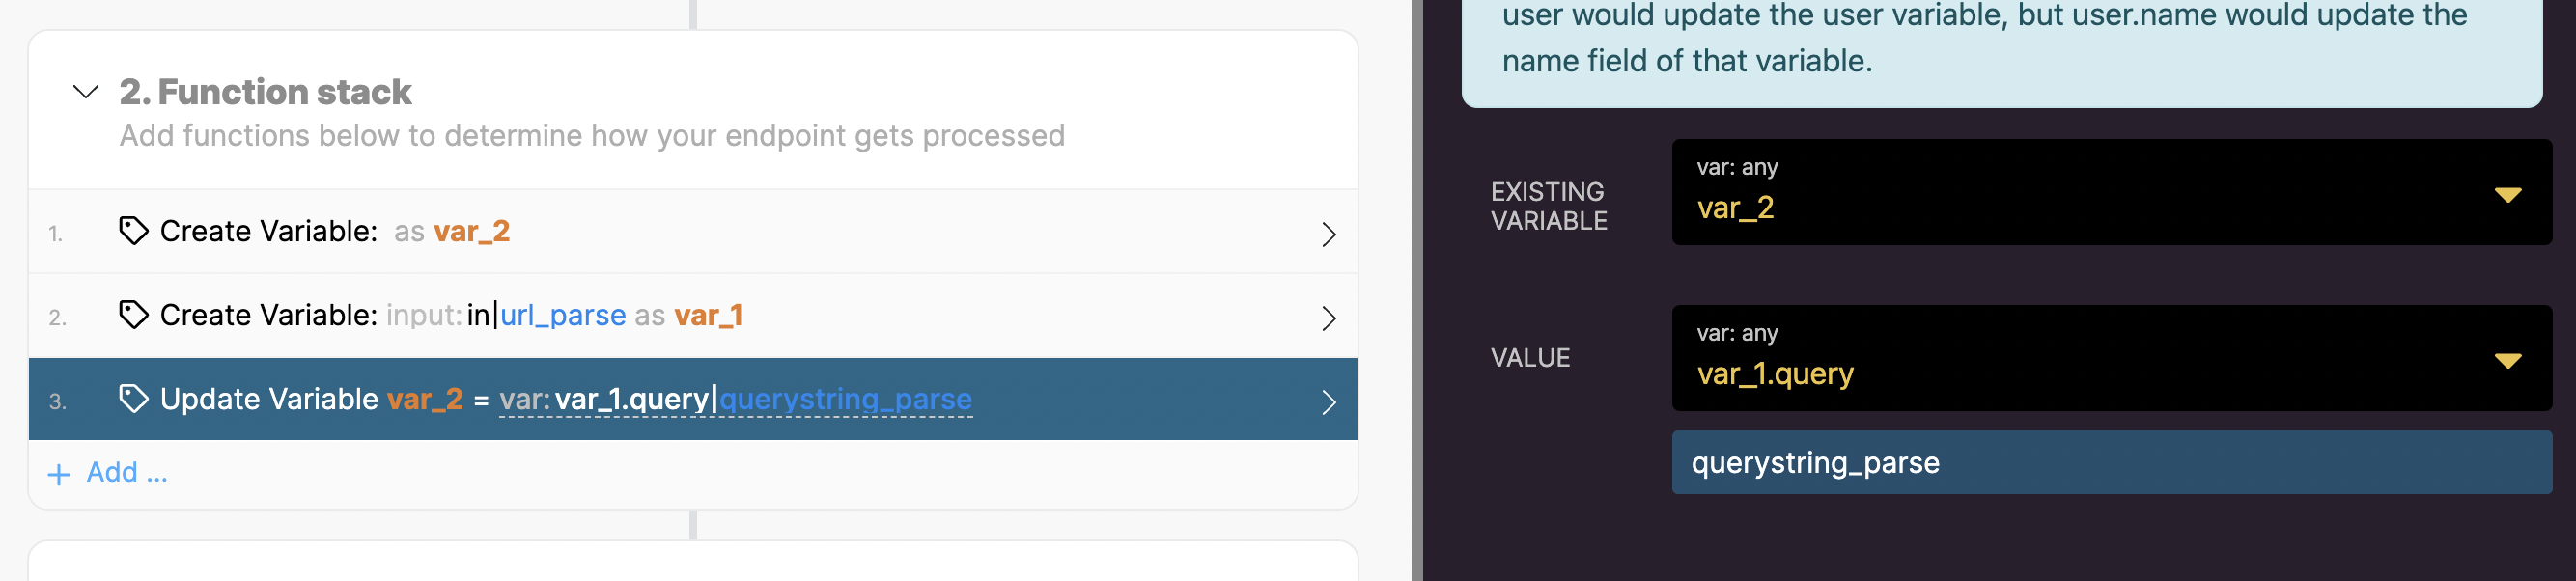 2. Function stack
Add functions below to determine how your endpoint gets processed
1. Create Variable: as var_2
2. Create Variable: input: in|url_parse as var_1
3. Update Variable var_2 = var: var_1.query|querystring_parse
+ Add ...
user would update the user variable, but user.name would update the
name field of that variable.
EXISTING
VARIABLE
var: any
var_2
VALUE
var: any
var_1.query
querystring_parse